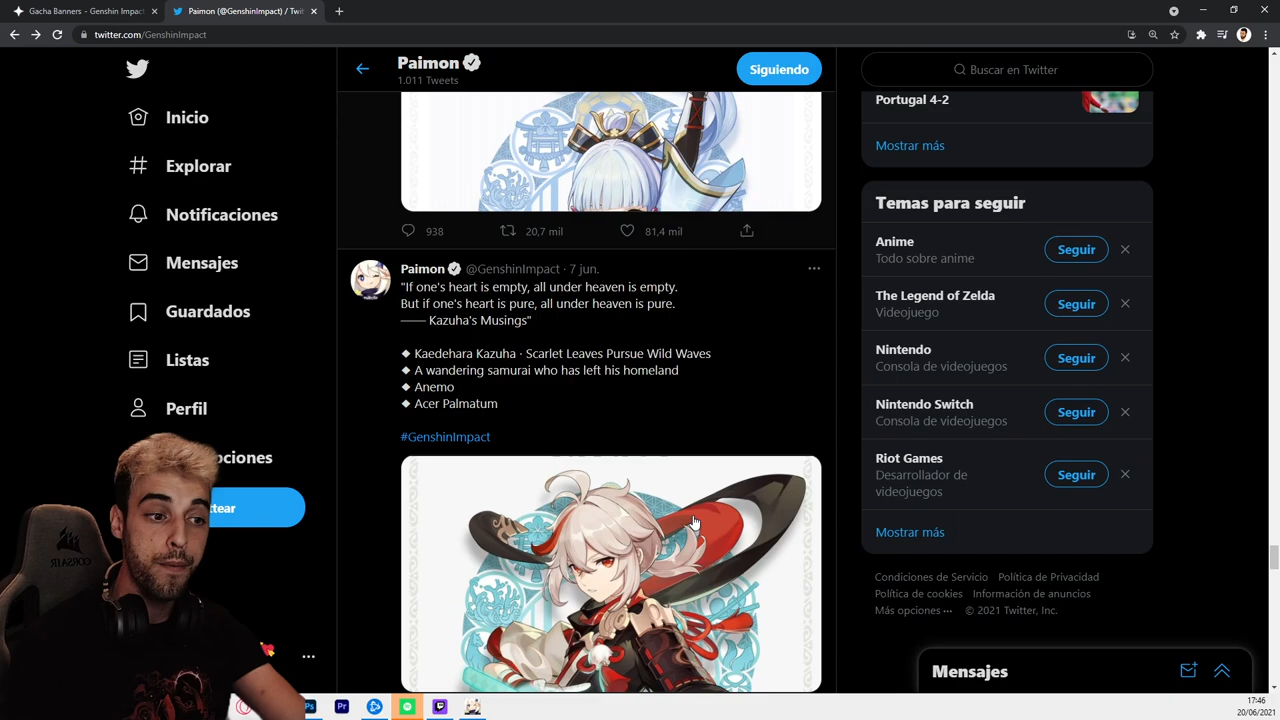 Gacha Banners - Genshin Impact
Paimon (@GenshinImpact) / Twi
twitter.com/GenshinImpact
Inicio
Explorar
Notificaciones
Mensajes
Guardados
Listas
Perfil
pciones
ttear
Paimon
1.011 Tweets
Siguiendo
938
20,7 mil
81,4 mil
Paimon @GenshinImpact · 7 jun.
"If one's heart is empty, all under heaven is empty.
But if one's heart is pure, all under heaven is pure.
—— Kazuha's Musings"
◆ Kaedehara Kazuha · Scarlet Leaves Pursue Wild Waves
◆ A wandering samurai who has left his homeland
◆ Anemo
◆ Acer Palmatum
#GenshinImpact
Buscar en Twitter
Portugal 4-2
Mostrar más
Temas para seguir
Anime
Todo sobre anime
Seguir
The Legend of Zelda
Videojuego
Seguir
Nintendo
Consola de videojuegos
Seguir
Nintendo Switch
Consola de videojuegos
Seguir
Riot Games
Desarrollador de
videojuegos
Seguir
Mostrar más
Condiciones de Servicio Política de Privacidad
Política de cookies Información de anuncios
Más opciones ··· © 2021 Twitter, Inc.
Mensajes
CORSAIR
Ps
Pr
17:46
20/06/2021